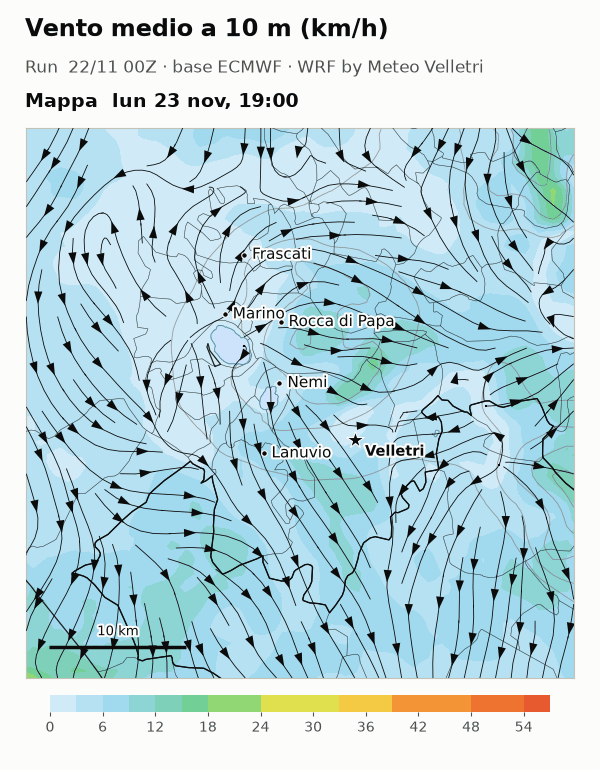 Vento medio a 10 m (km/h)
Run  22/11 00Z · base ECMWF · WRF by Meteo Velletri
Mappa  lun 23 nov, 19:00
Frascati
Marino
Rocca di Papa
Nemi
Velletri
Lanuvio
10 km
0 6 12 18 24 30 36 42 48 54